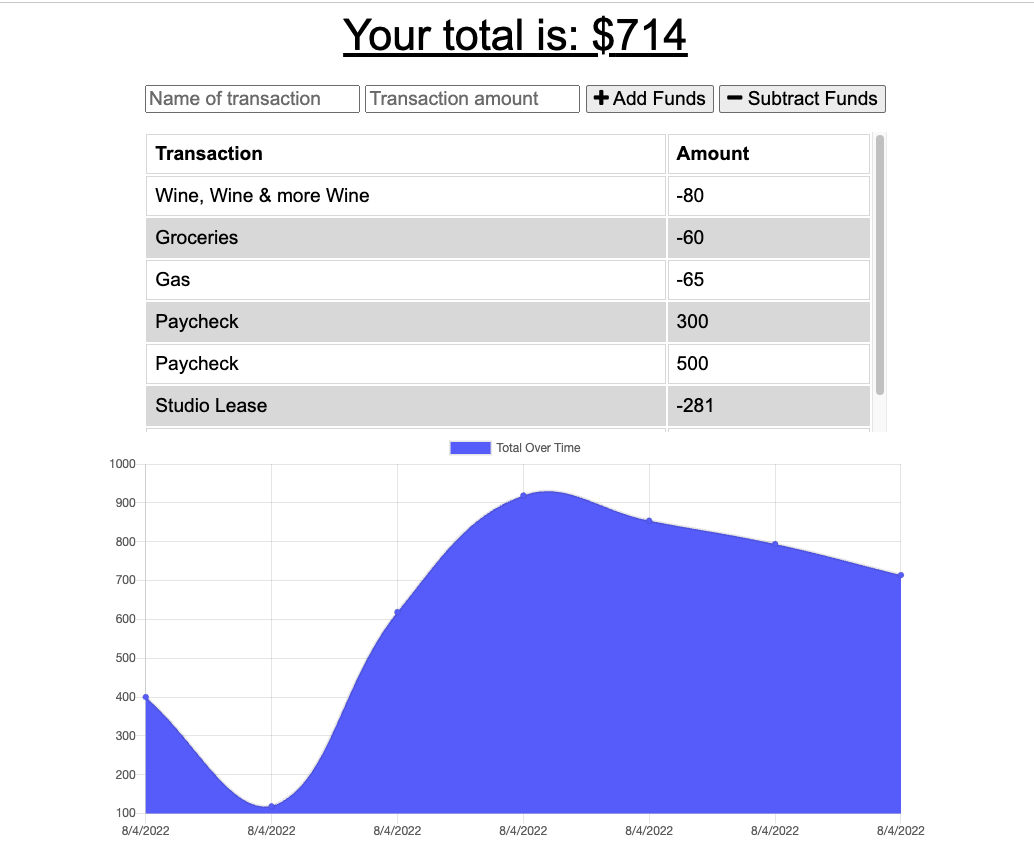 Your total is: $714
Name of transaction Transaction amount + Add Funds − Subtract Funds
Transaction Amount
Wine, Wine & more Wine -80
Groceries -60
Gas -65
Paycheck 300
Paycheck 500
Studio Lease -281
Total Over Time
1000
900
800
700
600
500
400
300
200
100
8/4/2022 8/4/2022 8/4/2022 8/4/2022 8/4/2022 8/4/2022 8/4/2022